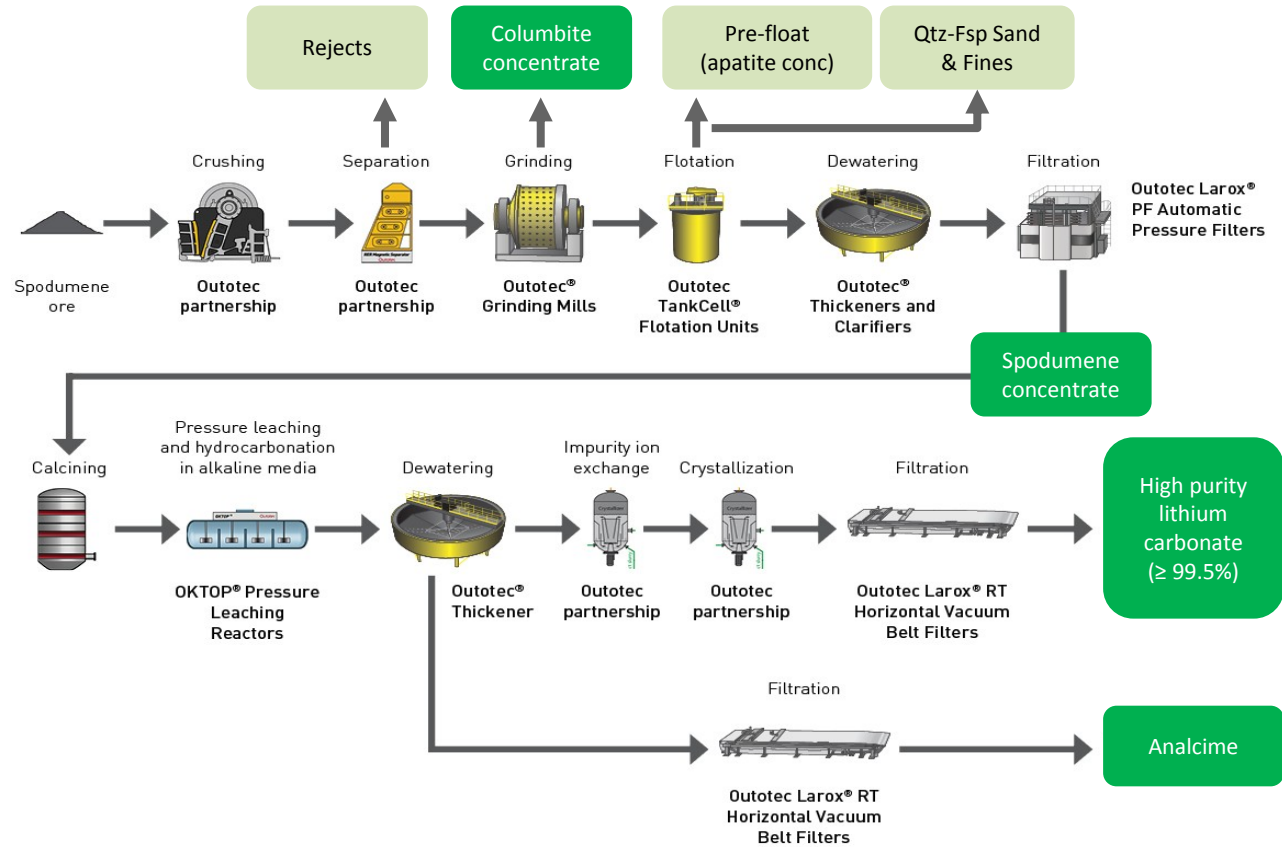 Rejects
Columbite
concentrate
Pre-float
(apatite conc)
Qtz-Fsp Sand
& Fines
Crushing
Separation
Grinding
Flotation
Dewatering
Filtration
Spodumene
ore
Outotec
partnership
Outotec
partnership
Outotec®
Grinding Mills
Outotec
TankCell®
Flotation Units
Outotec®
Thickeners and
Clarifiers
Outotec Larox®
PF Automatic
Pressure Filters
Spodumene
concentrate
Calcining
Pressure leaching
and hydrocarbonation
in alkaline media
Dewatering
Impurity ion
exchange
Crystallization
Filtration
OKTOP® Pressure
Leaching
Reactors
Outotec®
Thickener
Outotec
partnership
Outotec
partnership
Outotec Larox® RT
Horizontal Vacuum
Belt Filters
High purity
lithium
carbonate
(≥ 99.5%)
Filtration
Outotec Larox® RT
Horizontal Vacuum
Belt Filters
Analcime